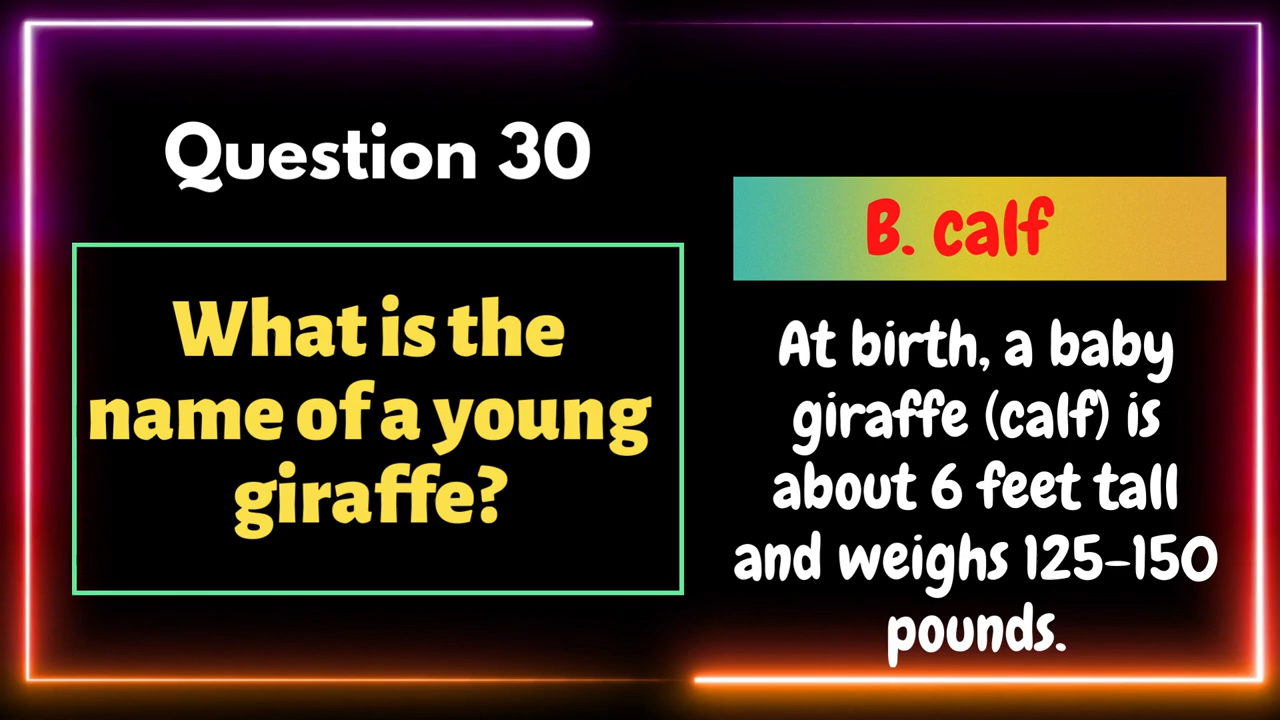 Question 30
What is the
name of a young
giraffe?
B. calf
At birth, a baby
giraffe (calf) is
about 6 feet tall
and weighs 125–150
pounds.